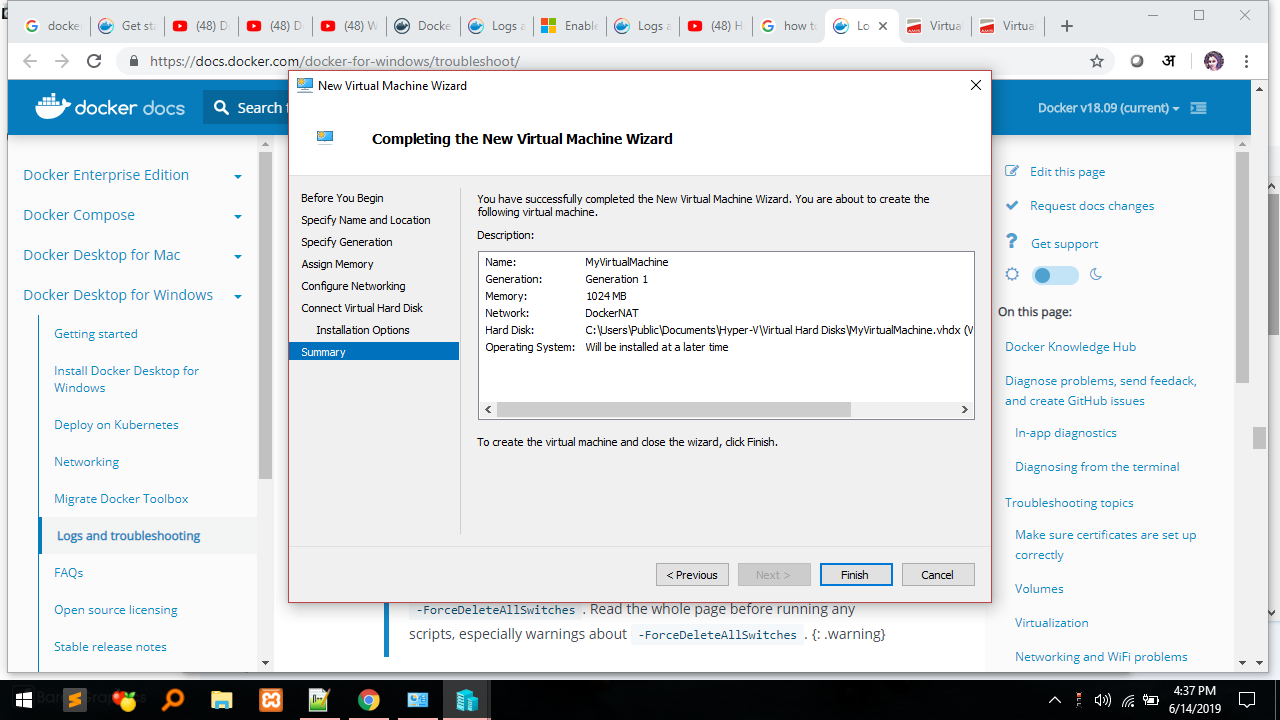 docker
Get sta
(48) D
(48) D
(48) W
Docke
Logs a
Enable
Logs a
(48) H
how to
Lo
Virtua
Virtua
https://docs.docker.com/docker-for-windows/troubleshoot/
अ
docker docs
Search
Docker v18.09 (current)
Docker Enterprise Edition
Docker Compose
Docker Desktop for Mac
Docker Desktop for Windows
Getting started
Install Docker Desktop for
Windows
Deploy on Kubernetes
Networking
Migrate Docker Toolbox
Logs and troubleshooting
FAQs
Open source licensing
Stable release notes
New Virtual Machine Wizard
Completing the New Virtual Machine Wizard
Before You Begin
Specify Name and Location
Specify Generation
Assign Memory
Configure Networking
Connect Virtual Hard Disk
Installation Options
Summary
You have successfully completed the New Virtual Machine Wizard. You are about to create the
following virtual machine.
Description:
Name: MyVirtualMachine
Generation: Generation 1
Memory: 1024 MB
Network: DockerNAT
Hard Disk: C:\Users\Public\Documents\Hyper-V\Virtual Hard Disks\MyVirtualMachine.vhdx (V
Operating System: Will be installed at a later time
To create the virtual machine and close the wizard, click Finish.
< Previous
Next >
Finish
Cancel
-ForceDeleteAllSwitches . Read the whole page before running any
scripts, especially warnings about -ForceDeleteAllSwitches . {: .warning}
Edit this page
Request docs changes
Get support
On this page:
Docker Knowledge Hub
Diagnose problems, send feedack,
and create GitHub issues
In-app diagnostics
Diagnosing from the terminal
Troubleshooting topics
Make sure certificates are set up
correctly
Volumes
Virtualization
Networking and WiFi problems
4:37 PM
6/14/2019